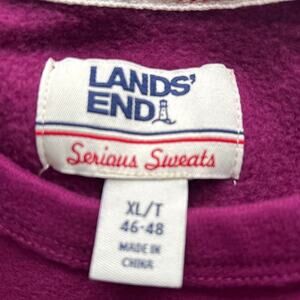 LANDS'
END
Serious Sweats
XL/T
46-48
MADE IN
CHINA